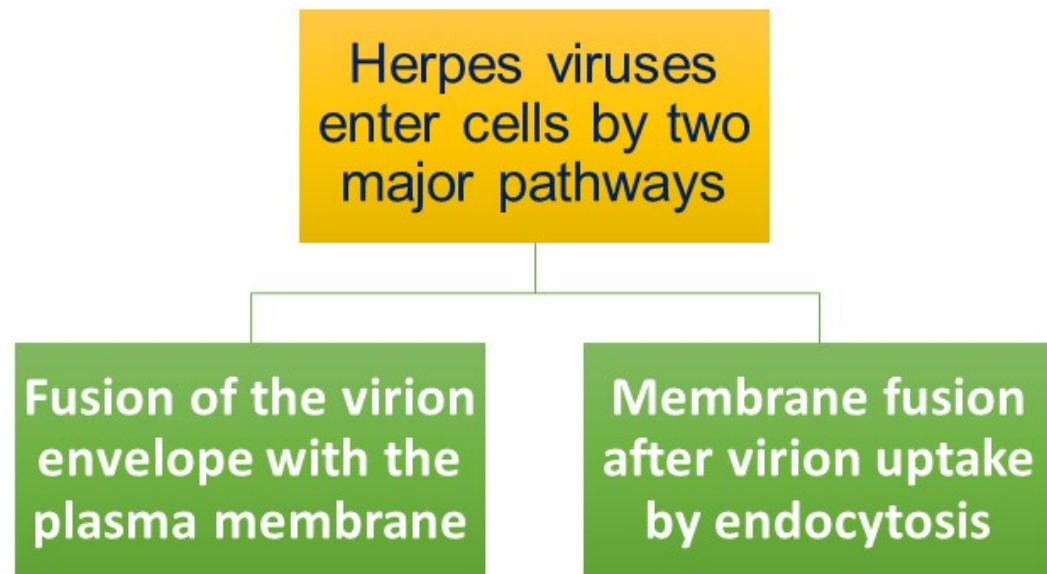 Herpes viruses
enter cells by two
major pathways
Fusion of the virion
envelope with the
plasma membrane
Membrane fusion
after virion uptake
by endocytosis